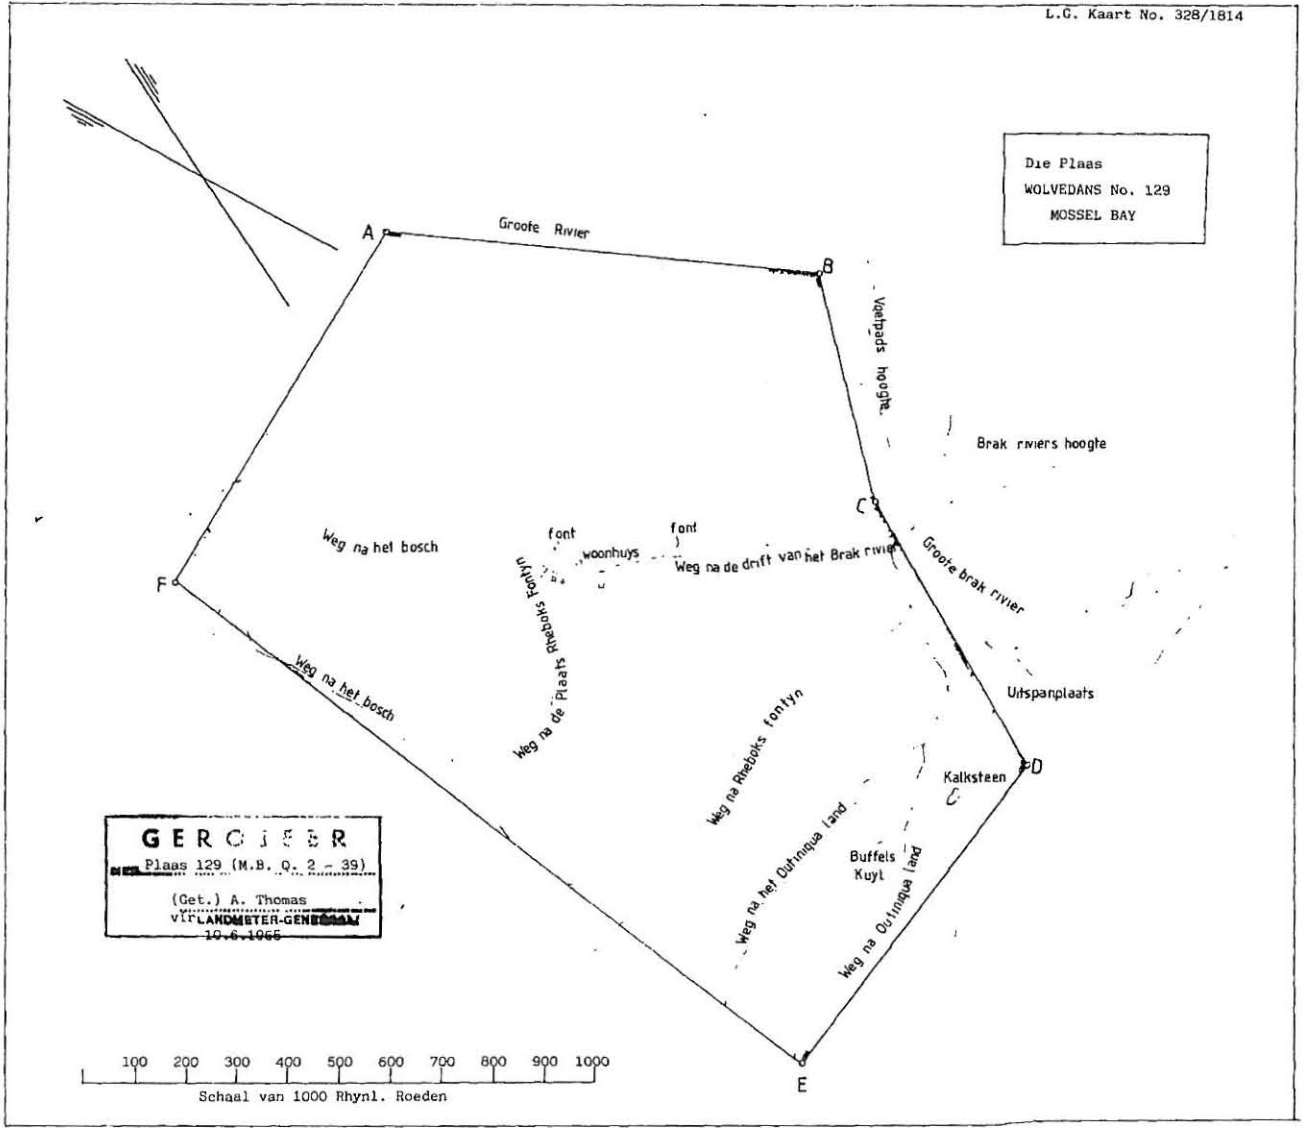 L.G. Kaart No. 328/1814
Die Plaas
WOLVEDANS No. 129
MOSSEL BAY
A
Groote Rivier
B
Voetpads hoogte
Brak riviers hoogte
C
font
font
Weg na het bosch
woonhuys
Weg na de drift van het Brak rivier
Groote brak rivier
F
Weg na de Plaats Rheboks Fontyn
Weg na het bosch
Uitspanplaats
Weg na Rheboks fontyn
D
Kalksteen
Weg na het Outiniqua land
Buffels
Kuyl
Weg na Outiniqua land
Plaas 129 (M.B. Q. 2 - 39)
(Get.) A. Thomas
vir LANDMETER-GENERAAL
10.6.1965
E
100 200 300 400 500 600 700 800 900 1000
Schaal van 1000 Rhynl. Roeden